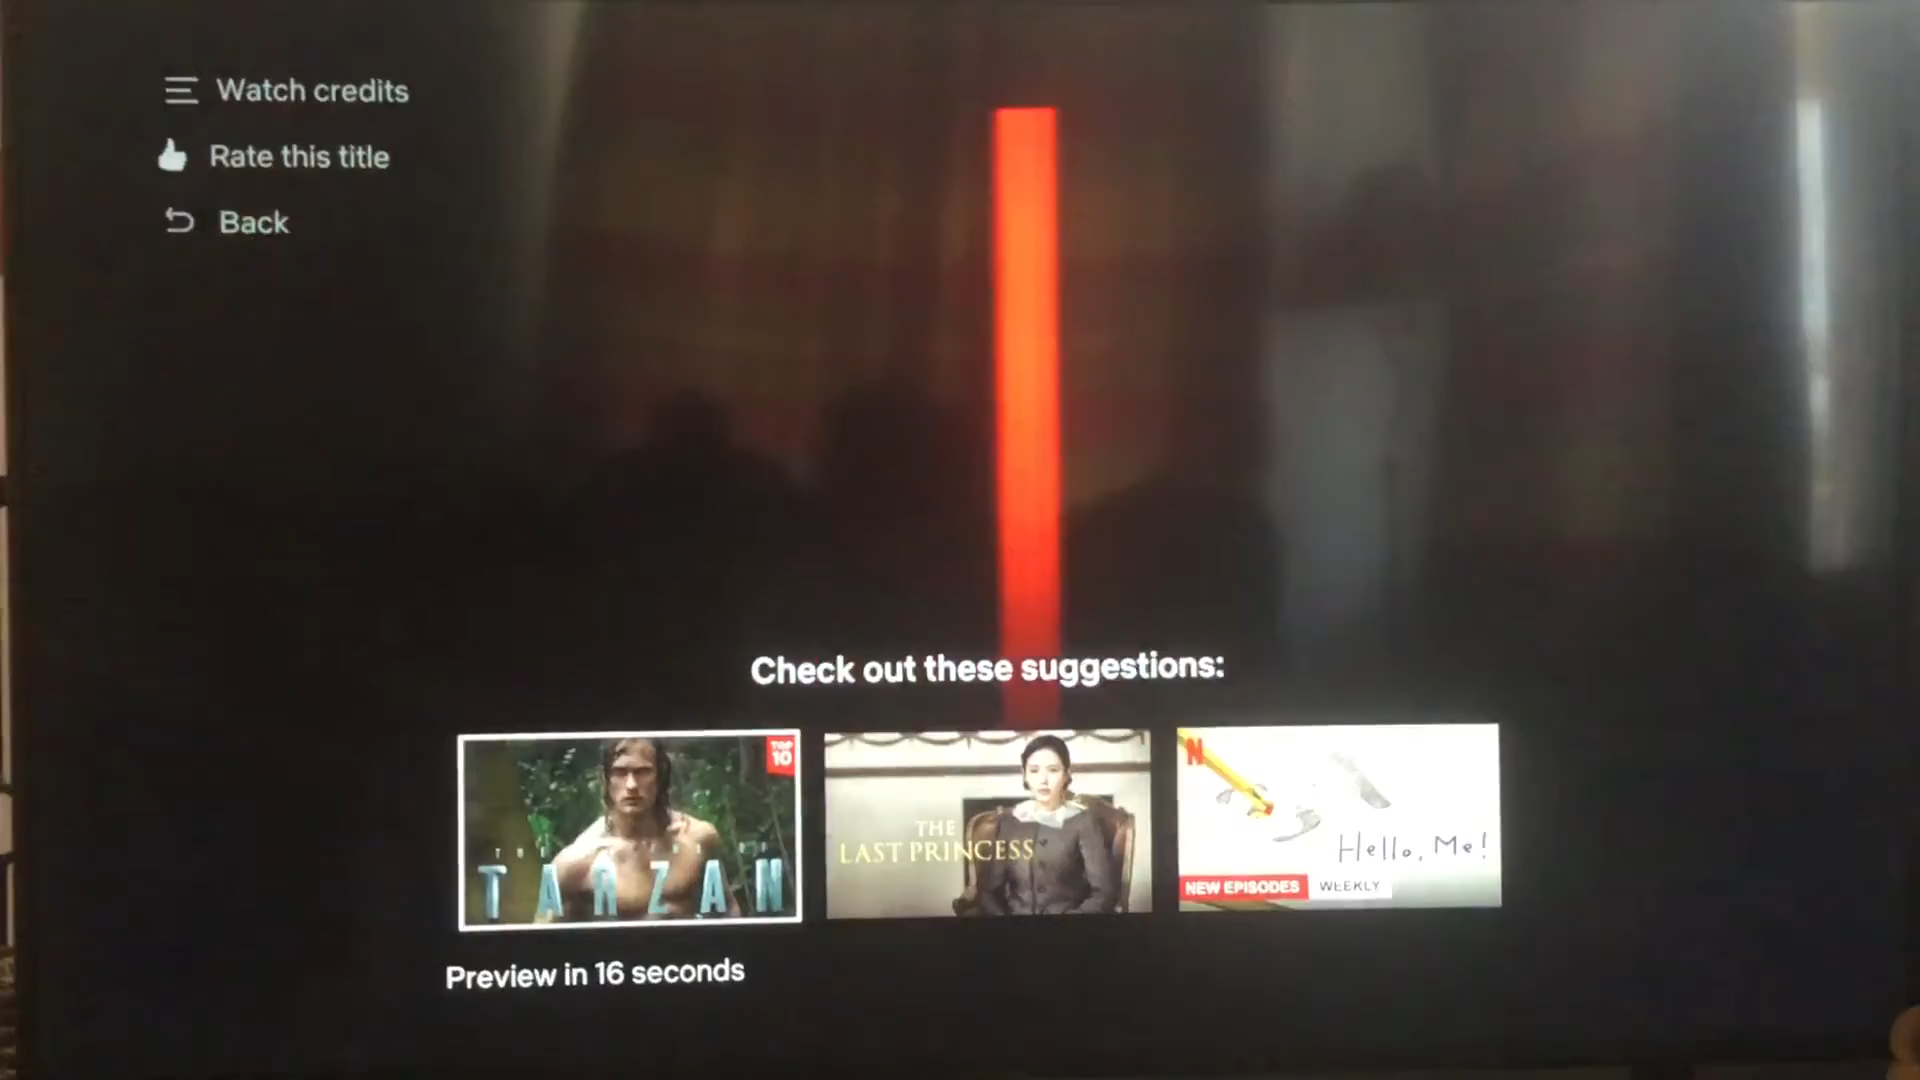 Watch credits
Rate this title
Back
Check out these suggestions:
TOP
10
THE
TARZAN
THE
LAST PRINCESS
N
Hello, Me!
NEW EPISODES WEEKLY
Preview in 16 seconds